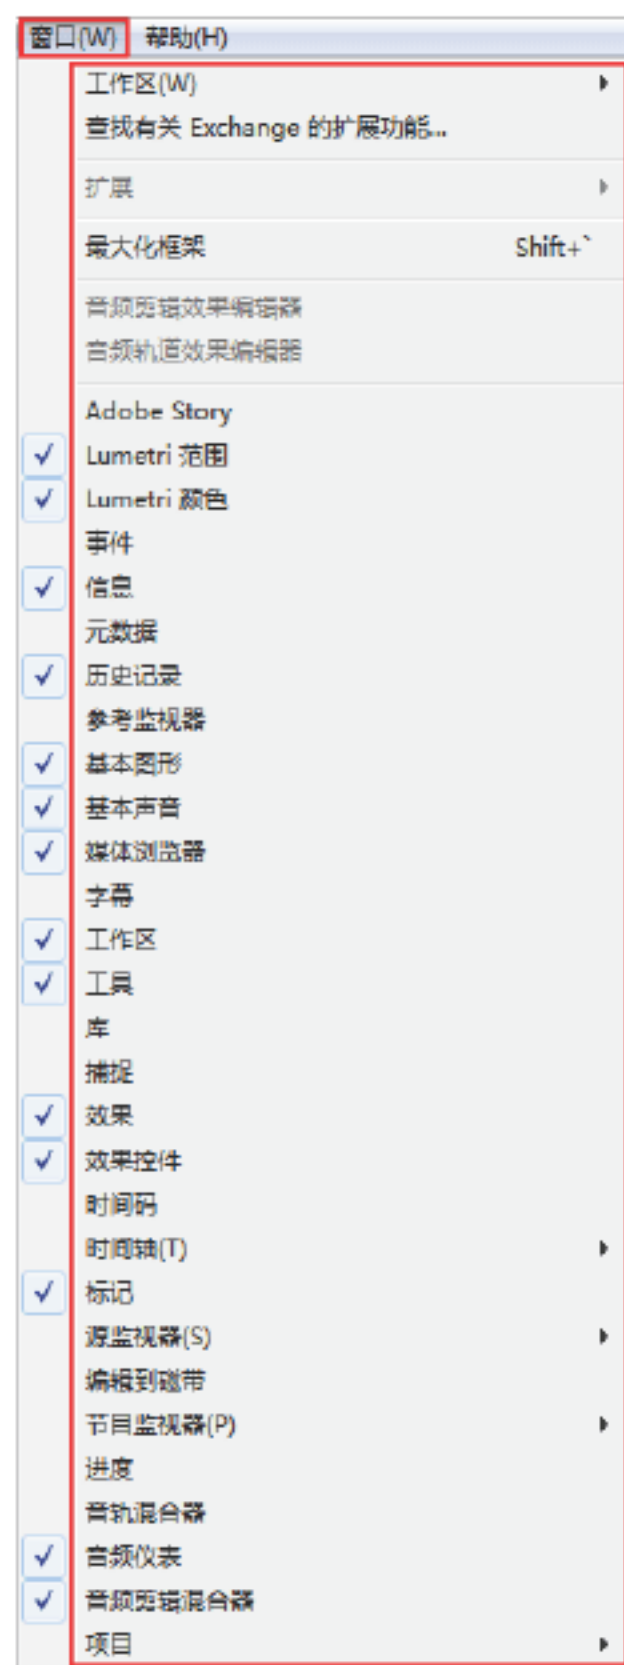 窗口(W) 帮助(H)
工作区(W)
查找有关 Exchange 的扩展功能...
扩展
最大化框架 Shift+`
音频剪辑效果编辑器
音频轨道效果编辑器
Adobe Story
Lumetri 范围
Lumetri 颜色
事件
信息
元数据
历史记录
参考监视器
基本图形
基本声音
媒体浏览器
字幕
工作区
工具
库
捕捉
效果
效果控件
时间码
时间轴(T)
标记
源监视器(S)
编辑到磁带
节目监视器(P)
进度
音轨混合器
音频仪表
音频剪辑混合器
项目